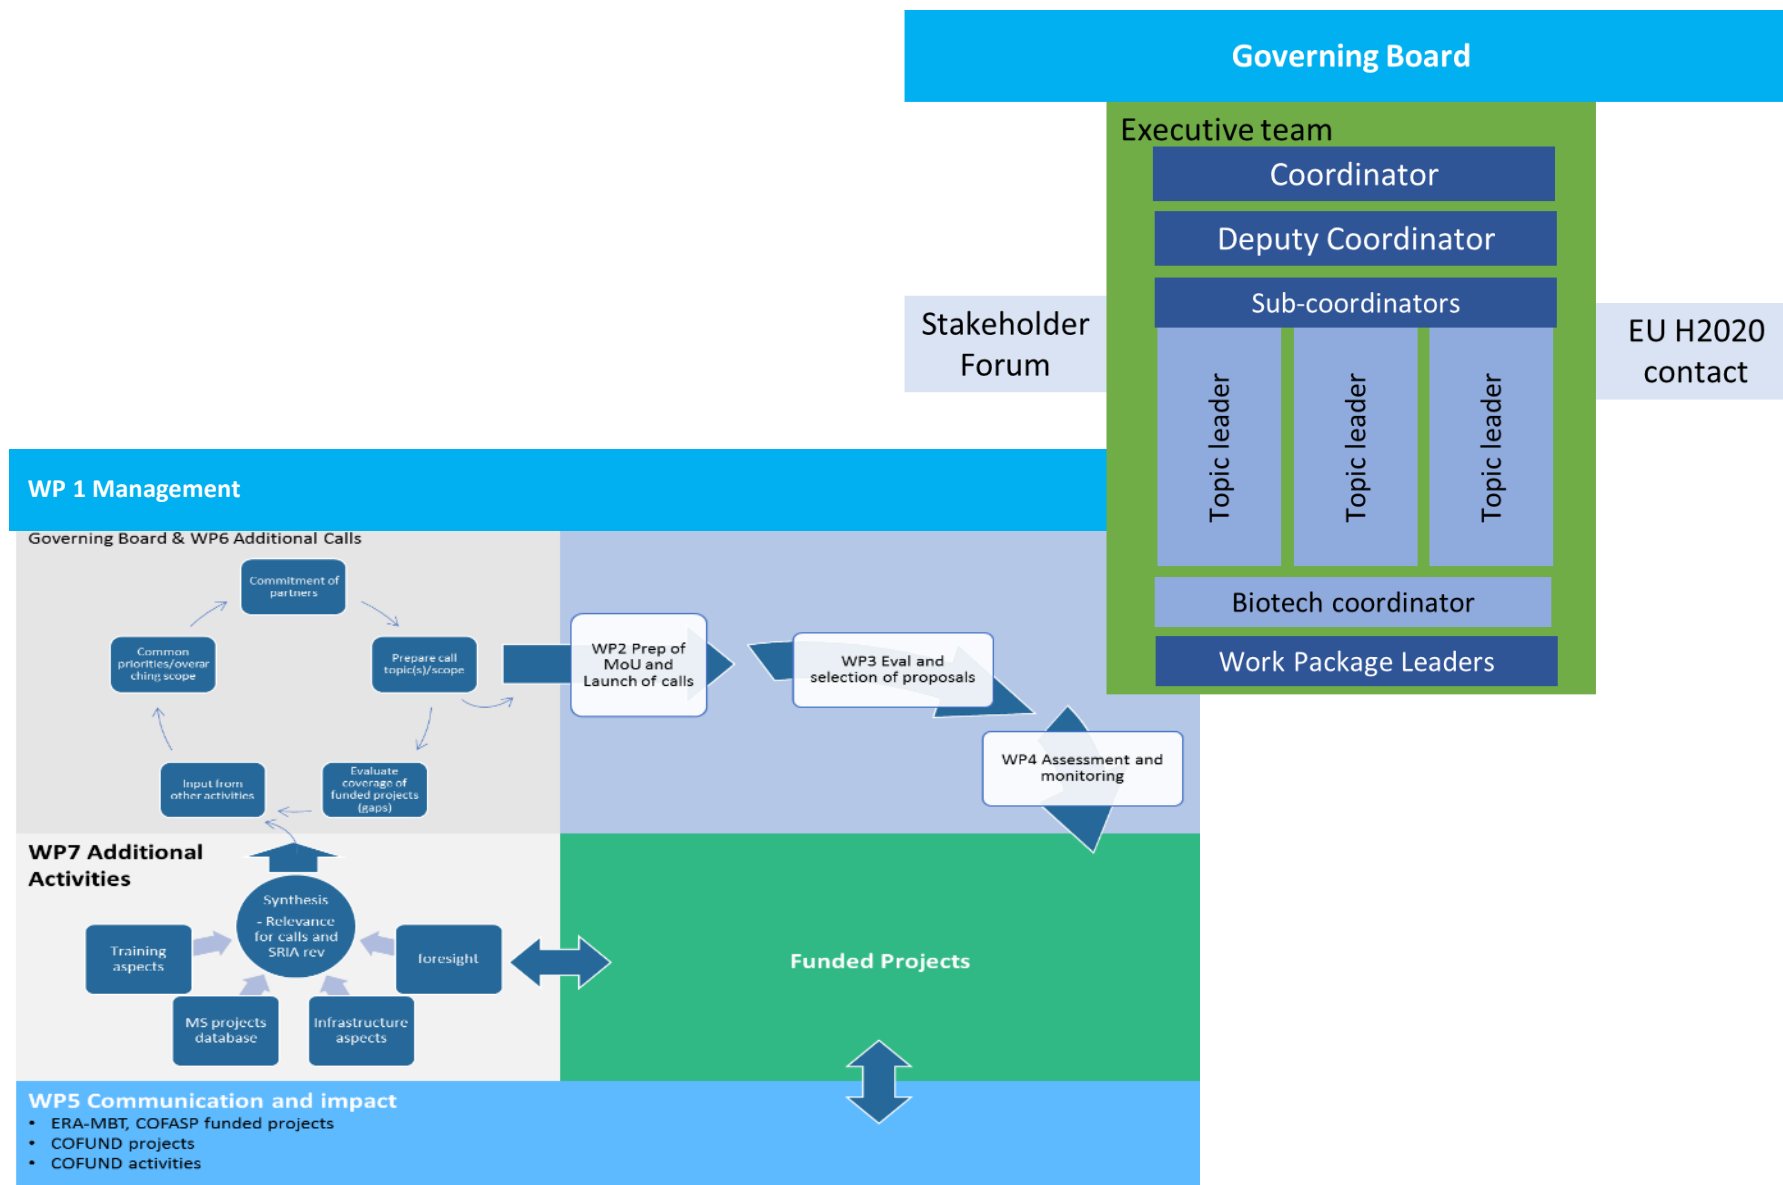 Governing Board
Executive team
Coordinator
Deputy Coordinator
Sub-coordinators
Stakeholder
Forum
Topic leader
Topic leader
Topic leader
EU H2020
contact
Biotech coordinator
Work Package Leaders
WP 1 Management
Governing Board & WP6 Additional Calls
Commitment of
partners
Common
priorities/overar
ching scope
Prepare call
topic(s)/scope
Input from
other activities
Evaluate
coverage of
funded projects
(gaps)
WP2 Prep of
MoU and
Launch of calls
WP3 Eval and
selection of proposals
WP4 Assessment and
monitoring
WP7 Additional
Activities
Synthesis
- Relevance
for calls and
SRIA rev
Training
aspects
MS projects
database
Infrastructure
aspects
foresight
Funded Projects
WP5 Communication and impact
• ERA-MBT, COFASP funded projects
• COFUND projects
• COFUND activities